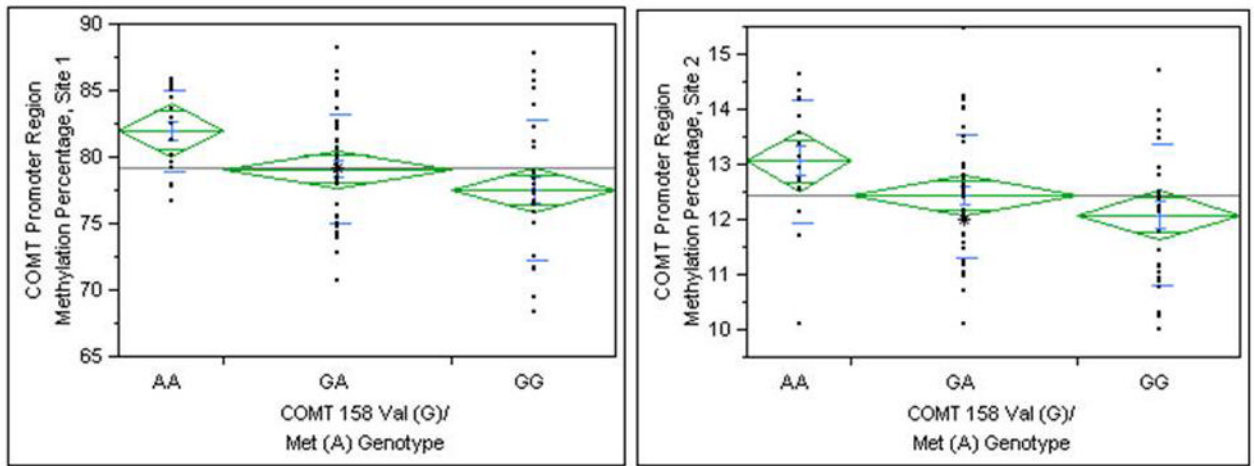 COMT Promoter Region
Methylation Percentage, Site 1
90
85
80
75
70
65
AA
GA
GG
COMT 158 Val (G)/
Met (A) Genotype
COMT Promoter Region
Methylation Percentage, Site 2
15
14
13
12
11
10
AA
GA
GG
COMT 158 Val (G)/
Met (A) Genotype